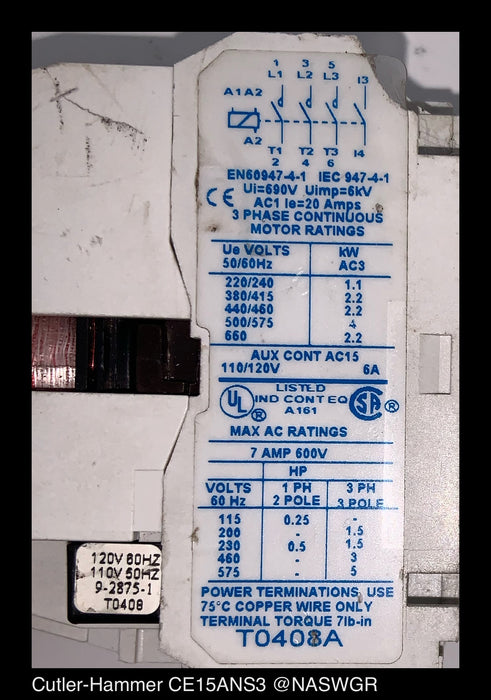 1 3 5
L1 L2 L3 I3
A1 A2
A2
T1 T2 T3 I4
2 4 6
EN60947-4-1 IEC 947-4-1
Ui=690V Uimp=6kV
CE AC1 Ie=20 Amps
3 PHASE CONTINUOUS
MOTOR RATINGS
Ue VOLTS kW
50/60Hz AC3
220/240 1.1
380/415 2.2
440/460 2.2
500/575 4
660 2.2
AUX CONT AC15
110/120V 6A
LISTED
UL ® IND CONT EQ SA ®
A161
MAX AC RATINGS
7 AMP 600V
HP
VOLTS 1 PH 3 PH
60 Hz 2 POLE 3 POLE
115 0.25 -
200 - 1.5
230 0.5 1.5
460 - 3
575 - 5
POWER TERMINATIONS, USE
75°C COPPER WIRE ONLY
TERMINAL TORQUE 7lb-in
T0408A
120V 60HZ
110V 50HZ
9-2875-1
T0408
Cutler-Hammer CE15ANS3 @NASWGR